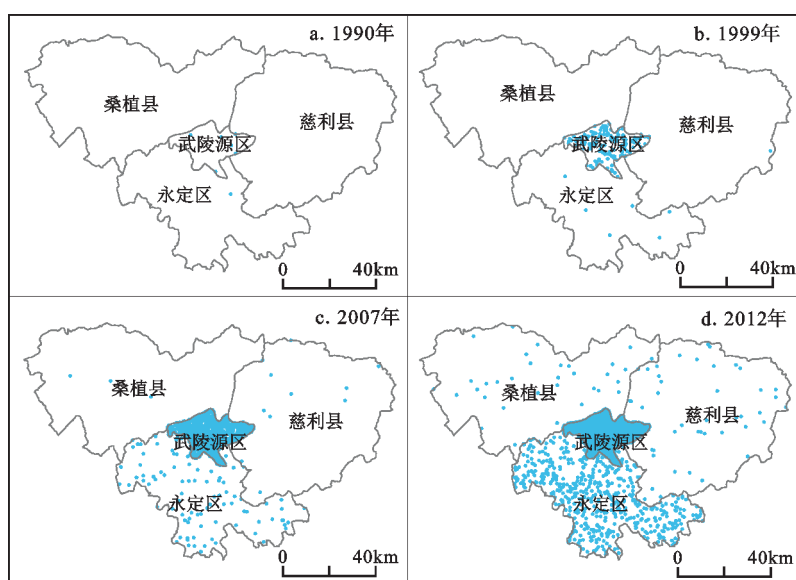 a. 1990年
桑植县
慈利县
武陵源区
永定区
0 40km
b. 1999年
桑植县
慈利县
武陵源区
永定区
0 40km
c. 2007年
桑植县
慈利县
武陵源区
永定区
0 40km
d. 2012年
桑植县
慈利县
武陵源区
永定区
0 40km